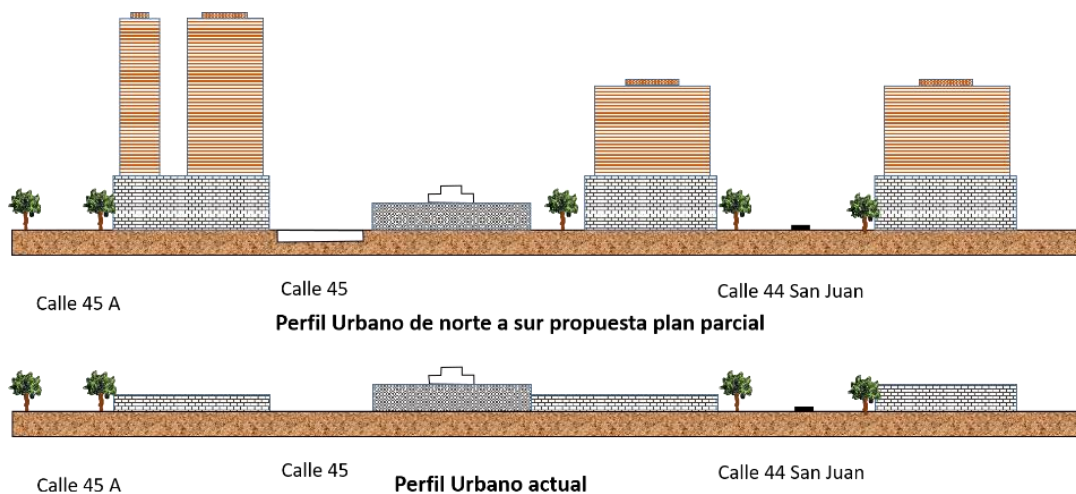 Calle 45 A
Calle 45
Calle 44 San Juan
Perfil Urbano de norte a sur propuesta plan parcial
Calle 45 A
Calle 45
Calle 44 San Juan
Perfil Urbano actual